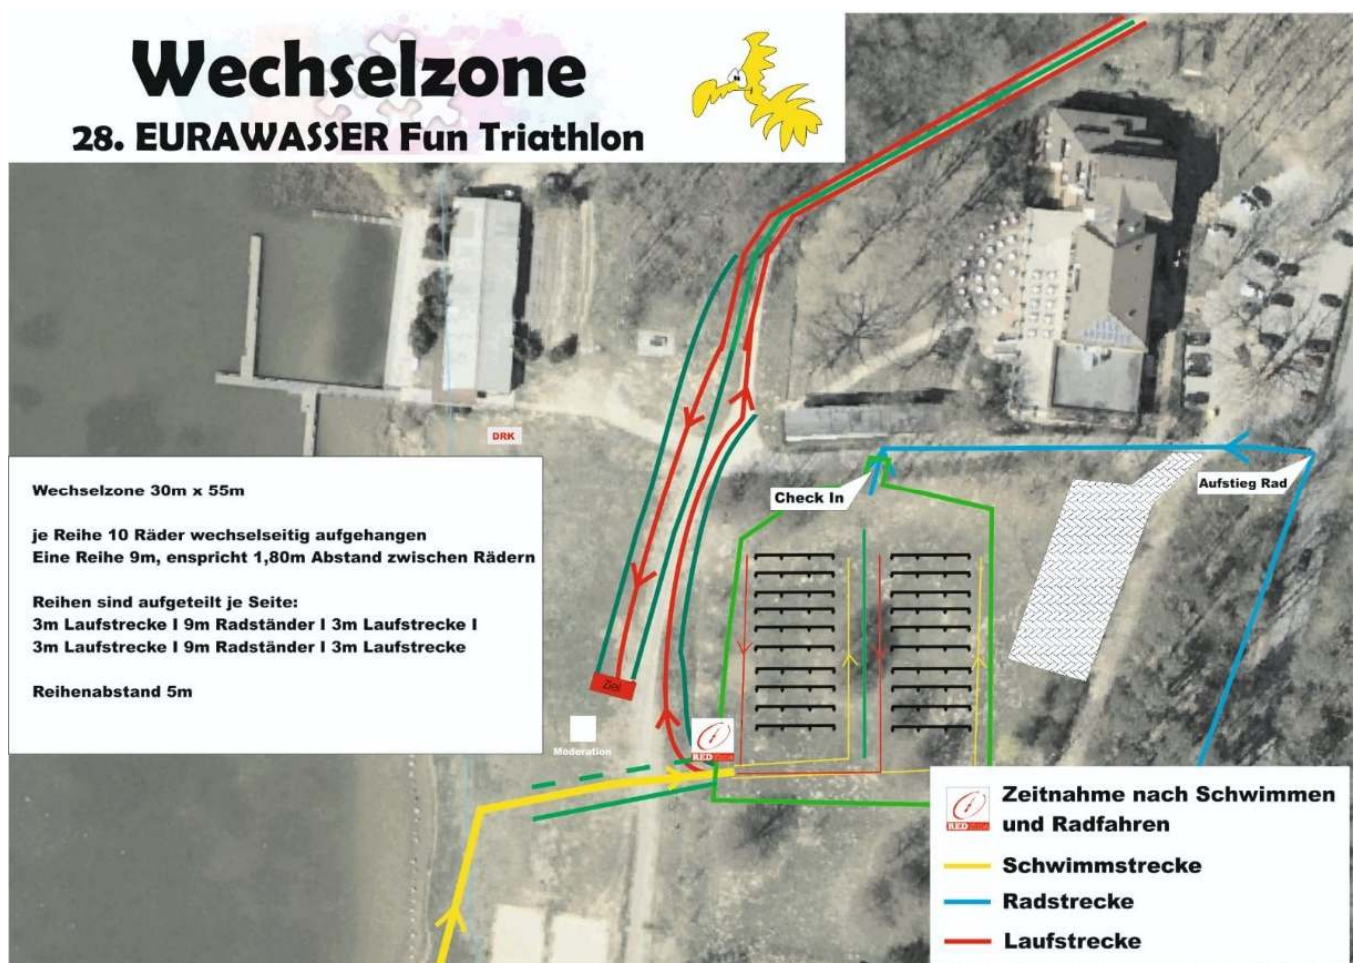 Wechselzone
28. EURAWASSER Fun Triathlon
DRK
Wechselzone 30m x 55m
je Reihe 10 Räder wechselseitig aufgehangen
Eine Reihe 9m, enspricht 1,80m Abstand zwischen Rädern
Reihen sind aufgeteilt je Seite:
3m Laufstrecke I 9m Radständer I 3m Laufstrecke I
3m Laufstrecke I 9m Radständer I 3m Laufstrecke
Reihenabstand 5m
Check In
Aufstieg Rad
Ziel
Moderation
RED
RED
Zeitnahme nach Schwimmen
und Radfahren
Schwimmstrecke
Radstrecke
Laufstrecke